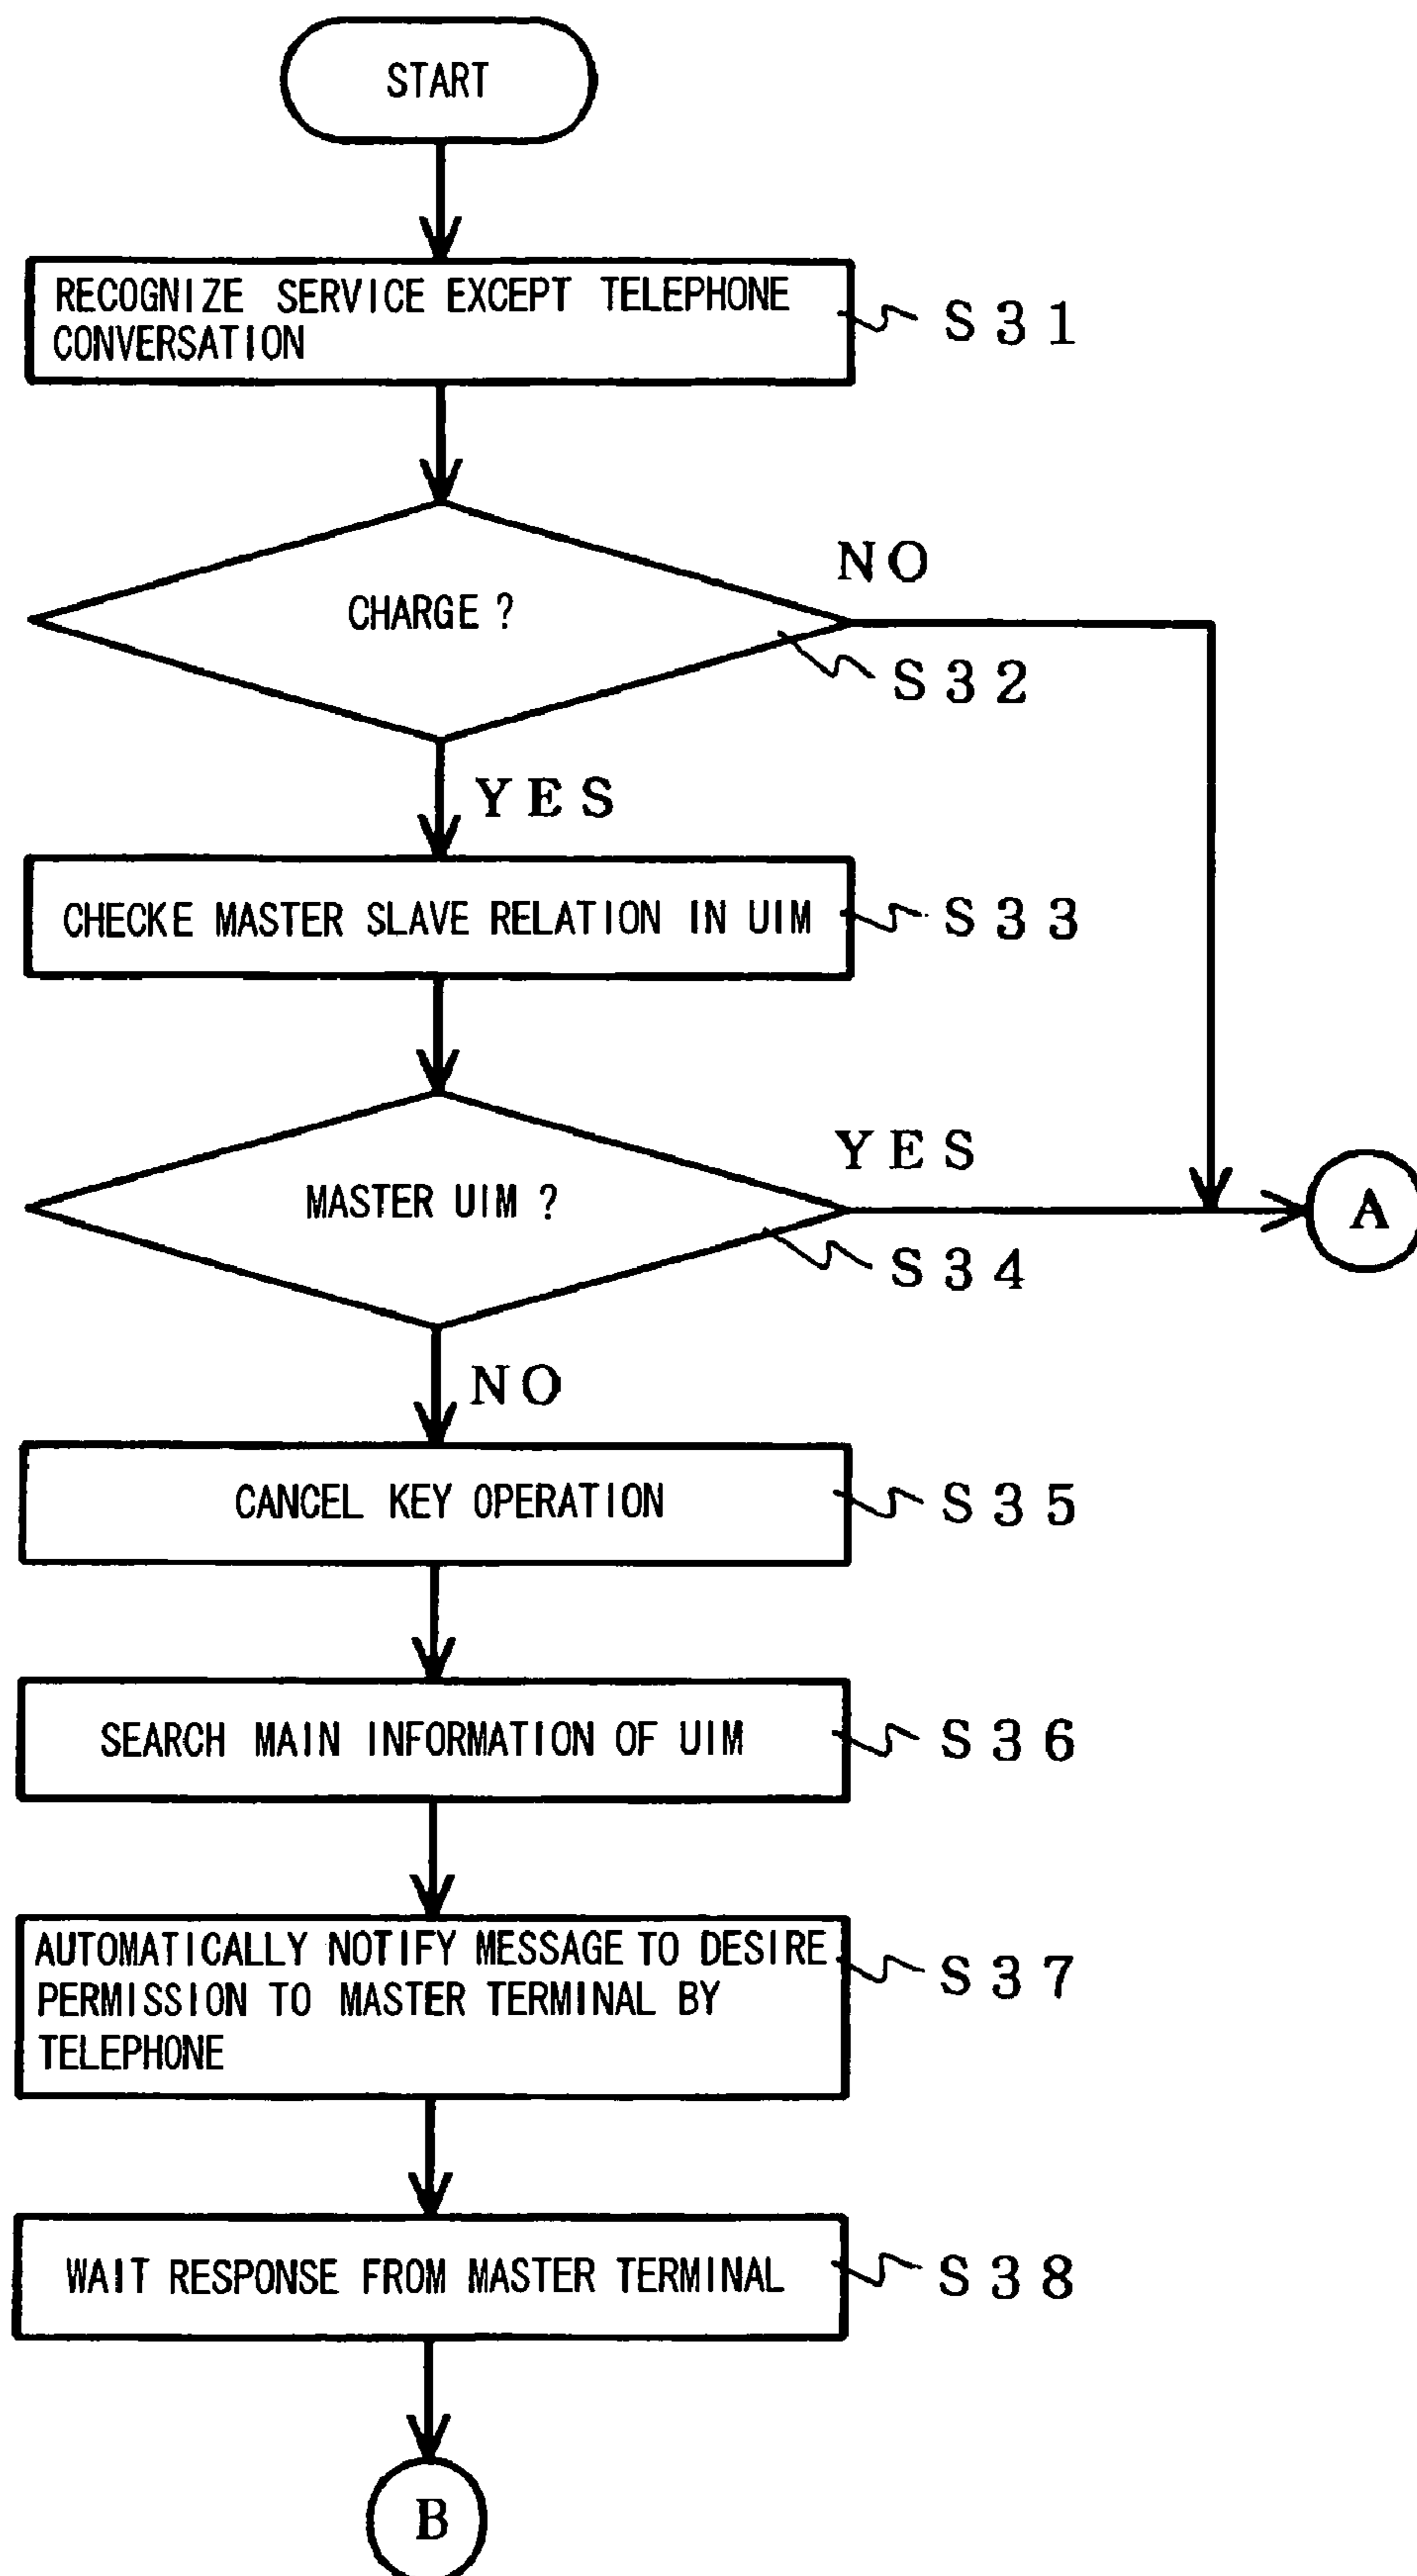 START
RECOGNIZE SERVICE EXCEPT TELEPHONE
CONVERSATION
S31
CHARGE ?
NO
S32
YES
CHECKE MASTER SLAVE RELATION IN UIM
S33
MASTER UIM ?
YES
S34
A
NO
CANCEL KEY OPERATION
S35
SEARCH MAIN INFORMATION OF UIM
S36
AUTOMATICALLY NOTIFY MESSAGE TO DESIRE
PERMISSION TO MASTER TERMINAL BY
TELEPHONE
S37
WAIT RESPONSE FROM MASTER TERMINAL
S38
B